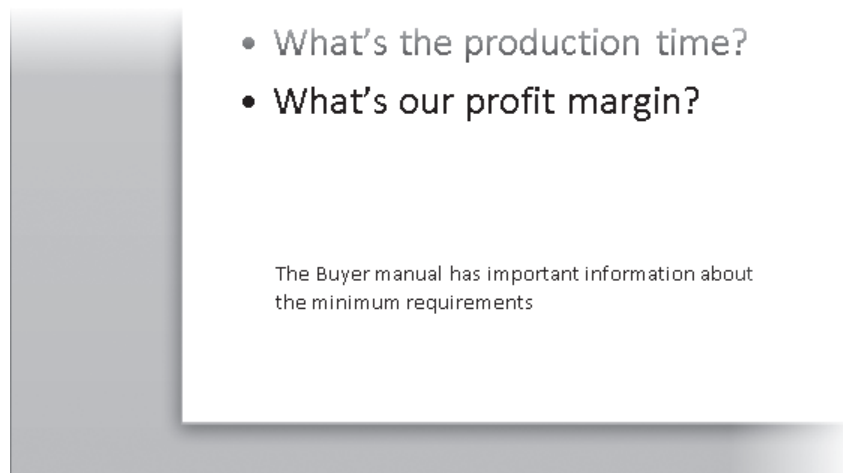 • What's the production time?
• What's our profit margin?
The Buyer manual has important information about
the minimum requirements